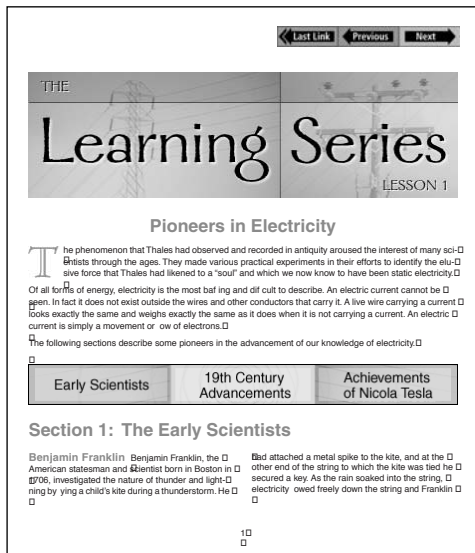 Last Link Previous Next
THE
Learning Series
LESSON 1
Pioneers in Electricity
The phenomenon that Thales had observed and recorded in antiquity aroused the interest of many sci-
entists through the ages. They made various practical experiments in their efforts to identify the elu-
sive force that Thales had likened to a “soul” and which we now know to have been static electricity.
Of all forms of energy, electricity is the most baf ing and dif cult to describe. An electric current cannot be
seen. In fact it does not exist outside the wires and other conductors that carry it. A live wire carrying a current
looks exactly the same and weighs exactly the same as it does when it is not carrying a current. An electric
current is simply a movement or ow of electrons.
The following sections describe some pioneers in the advancement of our knowledge of electricity.
Early Scientists
19th Century
Advancements
Achievements
of Nicola Tesla
Section 1: The Early Scientists
Benjamin Franklin Benjamin Franklin, the
American statesman and scientist born in Boston in
1706, investigated the nature of thunder and light-
ning by ying a child's kite during a thunderstorm. He
had attached a metal spike to the kite, and at the
other end of the string to which the kite was tied he
secured a key. As the rain soaked into the string,
electricity owed freely down the string and Franklin
1